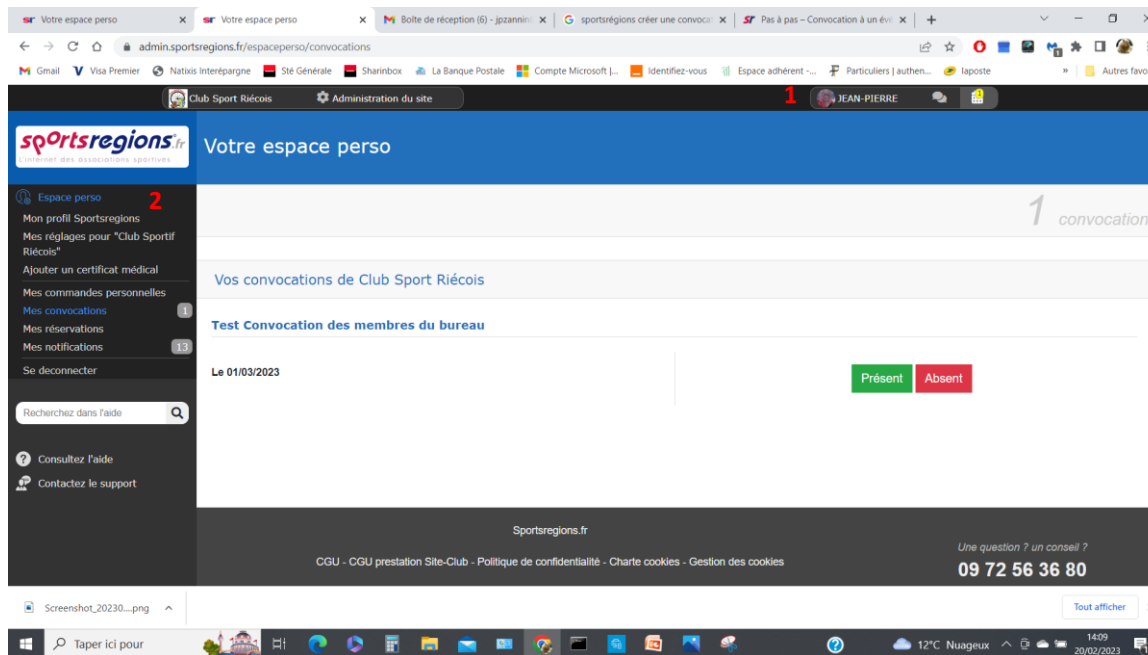 Votre espace perso
Votre espace perso
Boîte de réception (6) - jpzannin
sportsrégions créer une convoca
Pas à pas – Convocation à un évé
admin.sportsregions.fr/espaceperso/convocations
Gmail
Visa Premier
Natixis Interépargne
Sté Générale
Sharinbox
La Banque Postale
Compte Microsoft |...
Identifiez-vous
Espace adhérent -...
Particuliers | authen...
laposte
»
Autres favo
Club Sport Riécois
Administration du site
1
JEAN-PIERRE
sportsregions.fr
L'internet des associations sportives
Votre espace perso
Espace perso
2
Mon profil Sportsregions
Mes réglages pour "Club Sportif
Riécois"
Ajouter un certificat médical
Mes commandes personnelles
Mes convocations 1
Mes réservations
Mes notifications 13
Se deconnecter
Recherchez dans l'aide
Consultez l'aide
Contactez le support
1 convocation
Vos convocations de Club Sport Riécois
Test Convocation des membres du bureau
Le 01/03/2023
Présent
Absent
Sportsregions.fr
CGU - CGU prestation Site-Club - Politique de confidentialité - Charte cookies - Gestion des cookies
Une question ? un conseil ?
09 72 56 36 80
Screenshot_20230....png
Tout afficher
Taper ici pour
12°C Nuageux
14:09
20/02/2023